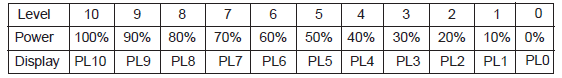 Level 10 9 8 7 6 5 4 3 2 1 0
Power 100% 90% 80% 70% 60% 50% 40% 30% 20% 10% 0%
Display PL10 PL9 PL8 PL7 PL6 PL5 PL4 PL3 PL2 PL1 PL0